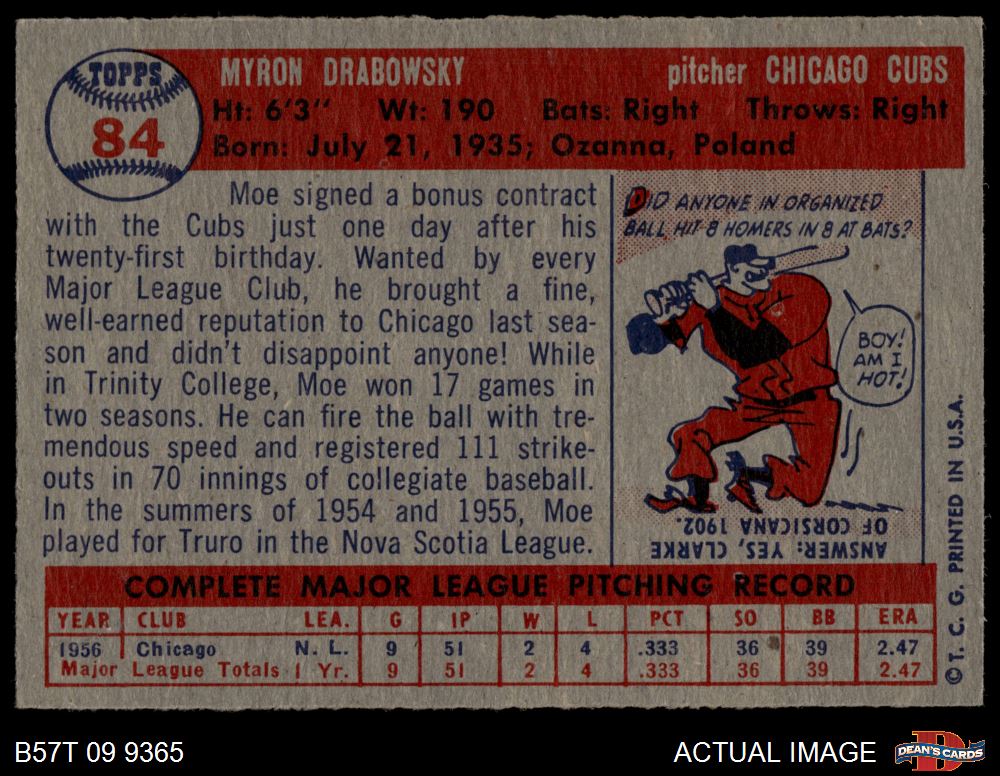 TOPPS
84
MYRON DRABOWSKY
pitcher CHICAGO CUBS
Ht: 6'3" Wt: 190 Bats: Right Throws: Right
Born: July 21, 1935; Ozanna, Poland
Moe signed a bonus contract
with the Cubs just one day after his
twenty-first birthday. Wanted by every
Major League Club, he brought a fine,
well-earned reputation to Chicago last sea-
son and didn't disappoint anyone! While
in Trinity College, Moe won 17 games in
two seasons. He can fire the ball with tre-
mendous speed and registered 111 strike-
outs in 70 innings of collegiate baseball.
In the summers of 1954 and 1955, Moe
played for Truro in the Nova Scotia League.
DID ANYONE IN ORGANIZED
BALL HIT 8 HOMERS IN 8 AT BATS?
BOY!
AM I
HOT!
ANSWER: YES, CLARKE
OF CORSICANA 1902.
COMPLETE MAJOR LEAGUE PITCHING RECORD
YEAR CLUB LEA. G IP W L PCT SO BB ERA
1956 Chicago N. L. 9 51 2 4 .333 36 39 2.47
Major League Totals 1 Yr. 9 51 2 4 .333 36 39 2.47
© T. C. G. PRINTED IN U.S.A.
B57T 09 9365
ACTUAL IMAGE
DEAN'S CARDS